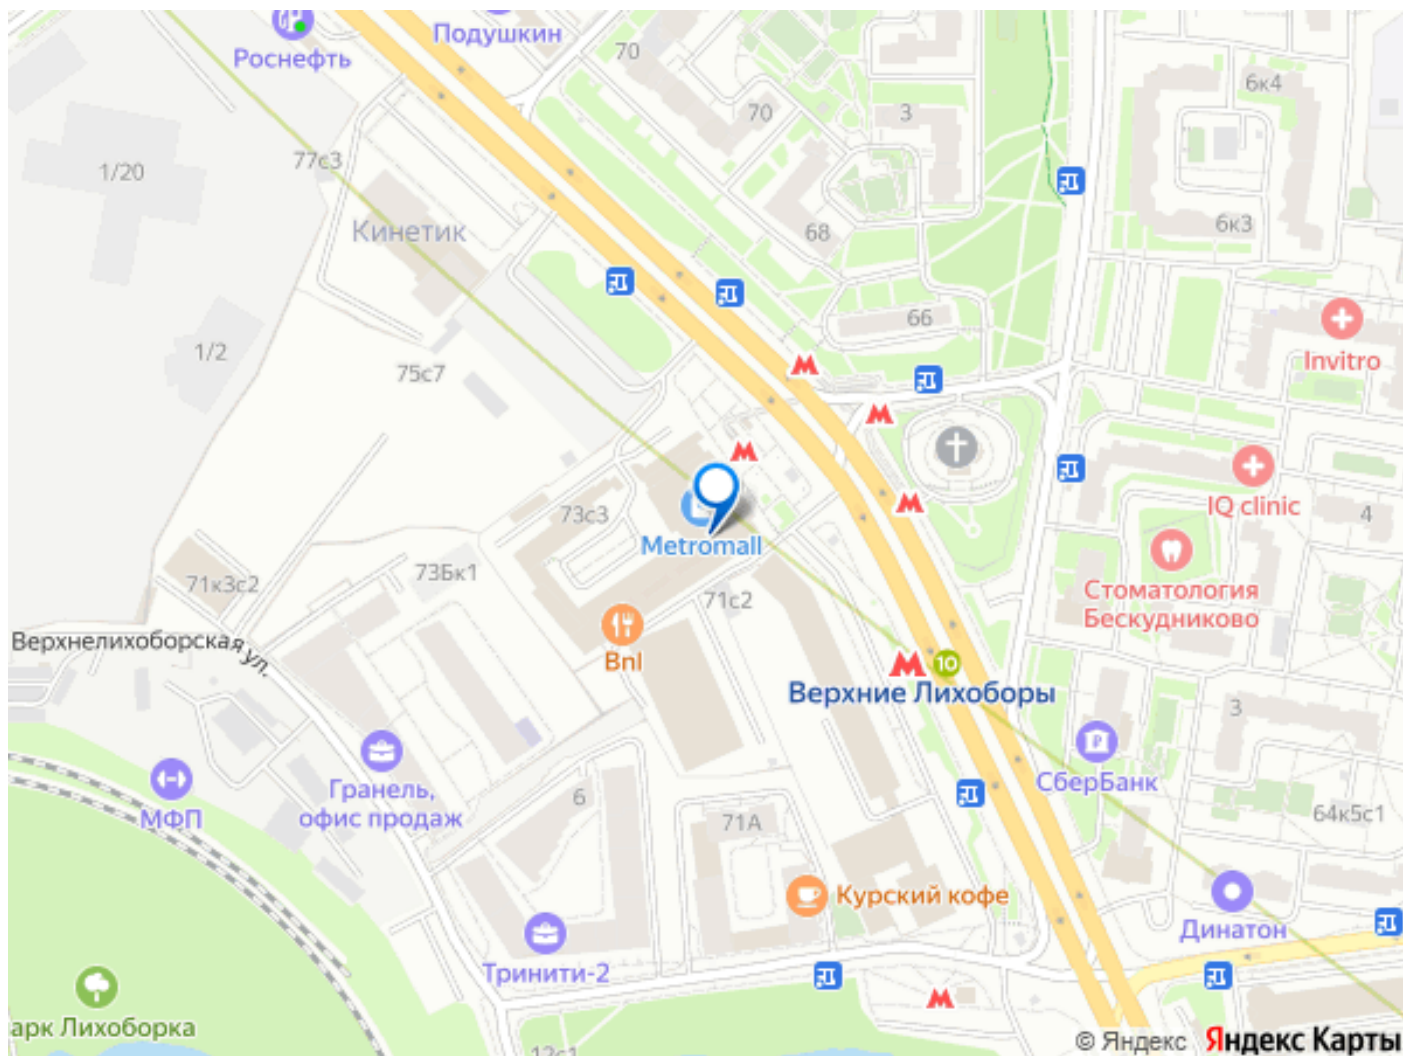 Роснефть
Подушкин
70
70
3
6к4
77с3
1/20
6к3
Кинетик
68
66
1/2
75с7
Invitro
IQ clinic
4
73с3
Metromall
73Бк1
71к3с2
71с2
Стоматология
Бескудниково
Верхнелихоборская ул.
Bnl
10
Верхние Лихоборы
3
СберБанк
МФП
Гранель,
офис продаж
6
71А
64к5с1
Курский кофе
Динатон
Тринити-2
арк Лихоборка
12с1
© Яндекс Яндекс Карты